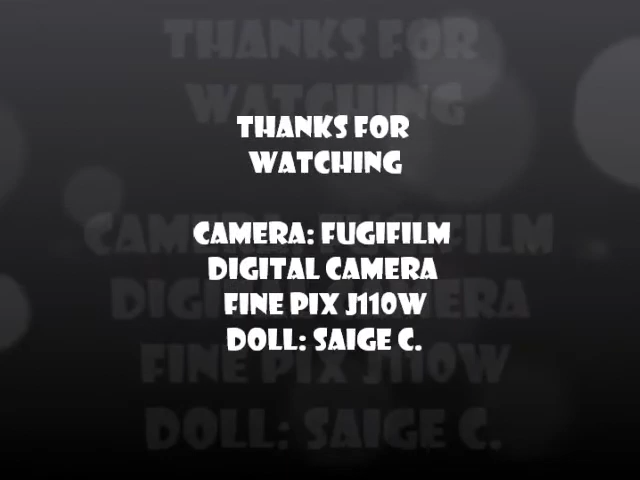 THANKS FOR
WATCHING
CAMERA: FUGIFILM
DIGITAL CAMERA
FINE PIX J110W
DOLL: SAIGE C.